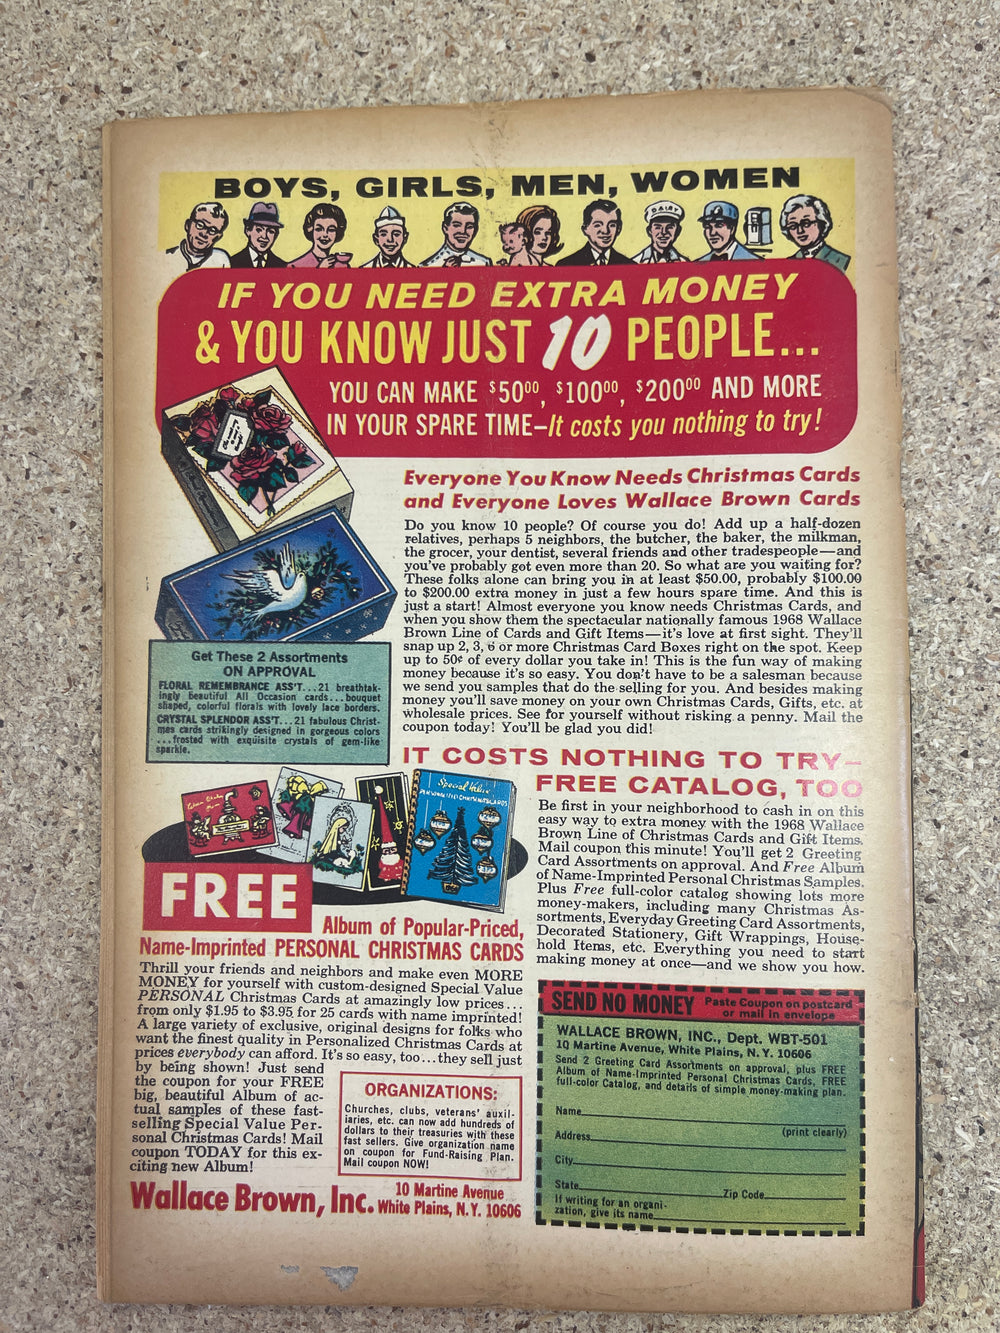 BOYS, GIRLS, MEN, WOMEN
DAIRY
IF YOU NEED EXTRA MONEY
& YOU KNOW JUST 10 PEOPLE...
YOU CAN MAKE $50⁰⁰, $100⁰⁰, $200⁰⁰ AND MORE
IN YOUR SPARE TIME—It costs you nothing to try!
Everyone You Know Needs Christmas Cards
and Everyone Loves Wallace Brown Cards
Do you know 10 people? Of course you do! Add up a half-dozen
relatives, perhaps 5 neighbors, the butcher, the baker, the milkman,
the grocer, your dentist, several friends and other tradespeople—and
you've probably got even more than 20. So what are you waiting for?
These folks alone can bring you in at least $50.00, probably $100.00
to $200.00 extra money in just a few hours spare time. And this is
just a start! Almost everyone you know needs Christmas Cards, and
when you show them the spectacular nationally famous 1968 Wallace
Brown Line of Cards and Gift Items—it's love at first sight. They'll
snap up 2, 3, 6 or more Christmas Card Boxes right on the spot. Keep
up to 50¢ of every dollar you take in! This is the fun way of making
money because it's so easy. You don't have to be a salesman because
we send you samples that do the selling for you. And besides making
money you'll save money on your own Christmas Cards, Gifts, etc. at
wholesale prices. See for yourself without risking a penny. Mail the
coupon today! You'll be glad you did!
Get These 2 Assortments
ON APPROVAL
FLORAL REMEMBRANCE ASS'T...21 breathtak-
ingly beautiful All Occasion cards...bouquet
shaped, colorful florals with lovely lace borders.
CRYSTAL SPLENDOR ASS'T...21 fabulous Christ-
mas cards strikingly designed in gorgeous colors
...frosted with exquisite crystals of gem-like
sparkle.
IT COSTS NOTHING TO TRY—
FREE CATALOG, TOO
Be first in your neighborhood to cash in on this
easy way to extra money with the 1968 Wallace
Brown Line of Christmas Cards and Gift Items.
Mail coupon this minute! You'll get 2 Greeting
Card Assortments on approval. And Free Album
of Name-Imprinted Personal Christmas Samples.
Plus Free full-color catalog showing lots more
money-makers, including many Christmas As-
sortments, Everyday Greeting Card Assortments,
Decorated Stationery, Gift Wrappings, House-
hold Items, etc. Everything you need to start
making money at once—and we show you how.
Special Value
PERSONALIZED CHRISTMAS CARDS
FREE
Album of Popular-Priced,
Name-Imprinted PERSONAL CHRISTMAS CARDS
Thrill your friends and neighbors and make even MORE
MONEY for yourself with custom-designed Special Value
PERSONAL Christmas Cards at amazingly low prices...
from only $1.95 to $3.95 for 25 cards with name imprinted!
A large variety of exclusive, original designs for folks who
want the finest quality in Personalized Christmas Cards at
prices everybody can afford. It's so easy, too...they sell just
by being shown! Just send
the coupon for your FREE
big, beautiful Album of ac-
tual samples of these fast-
selling Special Value Per-
sonal Christmas Cards! Mail
coupon TODAY for this ex-
citing new Album!
ORGANIZATIONS:
Churches, clubs, veterans' auxil-
iaries, etc. can now add hundreds of
dollars to their treasuries with these
fast sellers. Give organization name
on coupon for Fund-Raising Plan.
Mail coupon NOW!
Wallace Brown, Inc. 10 Martine Avenue
White Plains, N.Y. 10606
SEND NO MONEY Paste Coupon on postcard
or mail in envelope
WALLACE BROWN, INC., Dept. WBT-501
10 Martine Avenue, White Plains, N. Y. 10606
Send 2 Greeting Card Assortments on approval, plus FREE
Album of Name-Imprinted Personal Christmas Cards, FREE
full-color Catalog, and details of simple money-making plan.
Name
Address (print clearly)
City
State Zip Code
If writing for an organi-
zation, give its name